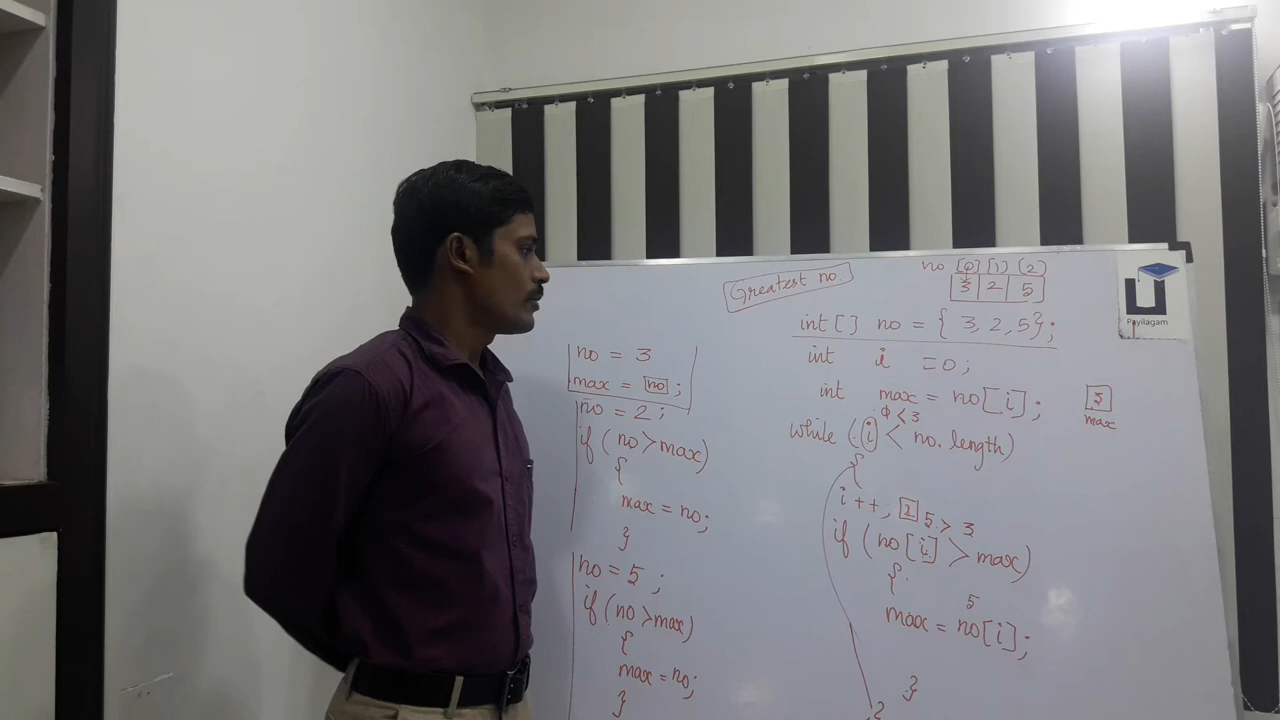 Greatest no.
no [0] [1] [2]
3 2 5
Payilagam
int [] no = { 3, 2, 5};
int i = 0;
int max = no[i];
5
max
0 < 3
while (i < no. length)
{
i ++; 2
5 > 3
if (no[i] > max)
{
5
max = no[i];
}
}
no = 3
max = no ;
no = 2 ;
if (no > max)
{
max = no;
}
no = 5 ;
if (no > max)
{
max = no;
}